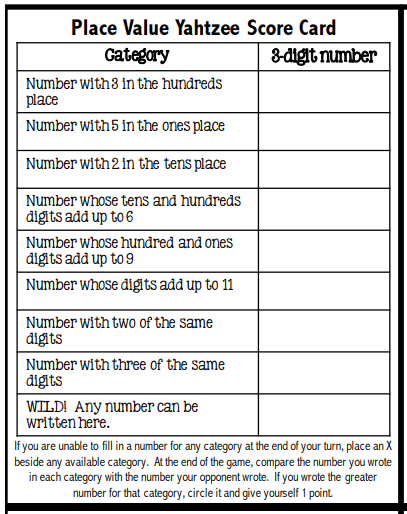 Place Value Yahtzee Score Card
Category
3-digit number
Number with 3 in the hundreds
place
Number with 5 in the ones place
Number with 2 in the tens place
Number whose tens and hundreds
digits add up to 6
Number whose hundred and ones
digits add up to 9
Number whose digits add up to 11
Number with two of the same
digits
Number with three of the same
digits
WILD! Any number can be
written here.
If you are unable to fill in a number for any category at the end of your turn, place an X
beside any available category. At the end of the game, compare the number you wrote
in each category with the number your opponent wrote. If you wrote the greater
number for that category, circle it and give yourself 1 point.